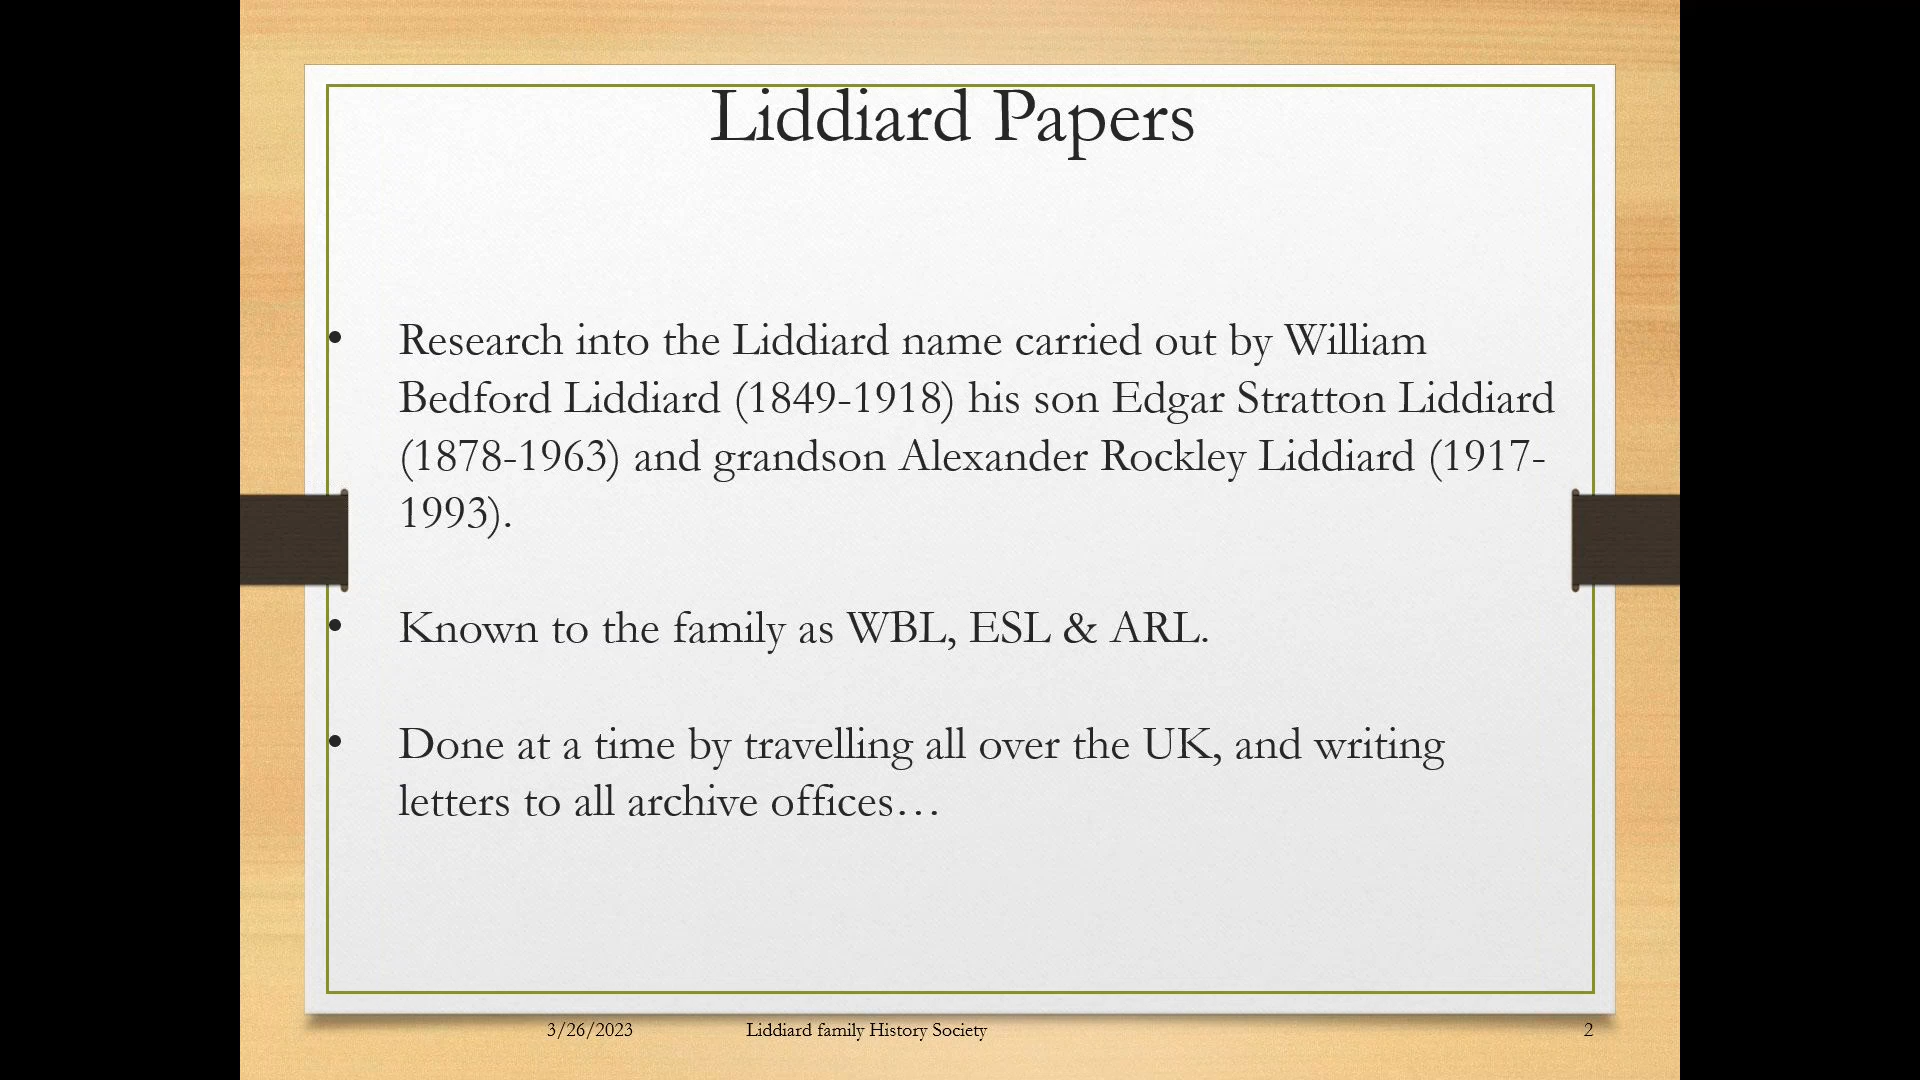 Liddiard Papers
• Research into the Liddiard name carried out by William
Bedford Liddiard (1849-1918) his son Edgar Stratton Liddiard
(1878-1963) and grandson Alexander Rockley Liddiard (1917-
1993).
• Known to the family as WBL, ESL & ARL.
• Done at a time by travelling all over the UK, and writing
letters to all archive offices…
3/26/2023 Liddiard family History Society 2